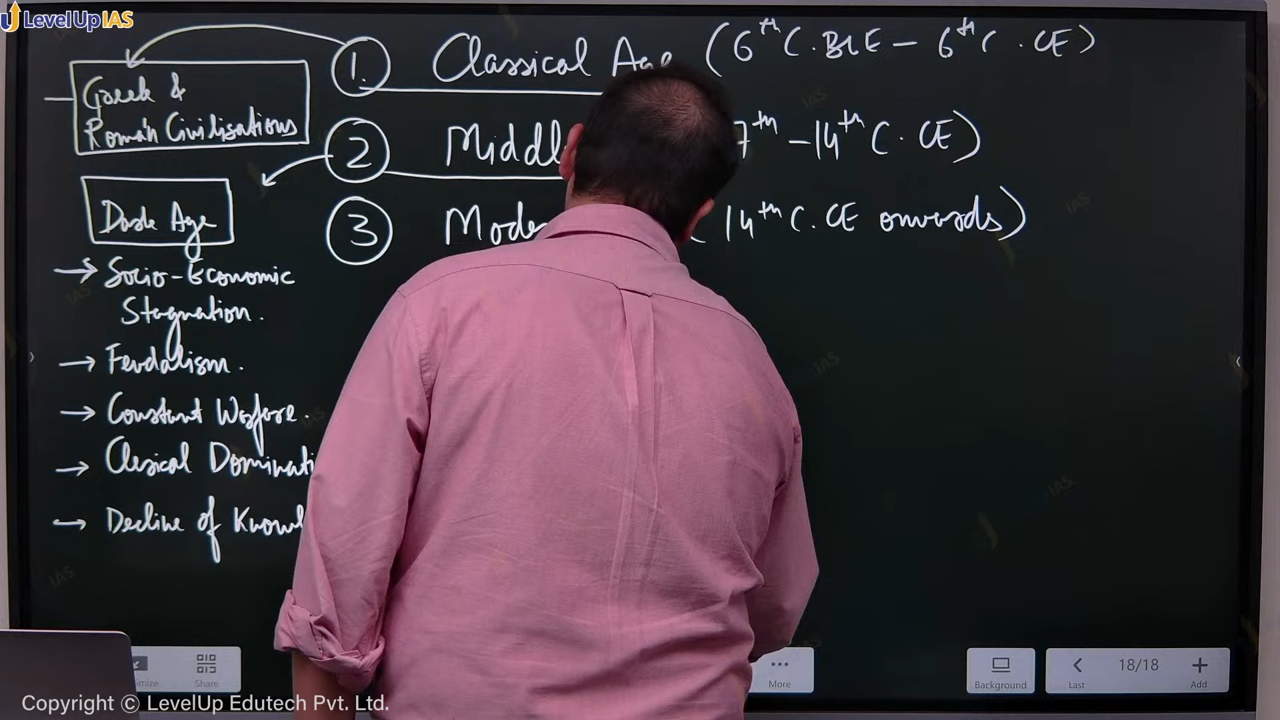 LevelUp IAS
1. Classical Age (6th C. BCE – 6th C. CE)
Greek &
Roman Civilisations
2 Middl 7th – 14th C. CE)
Dark Age
3 Mode ( 14th C. CE onwards)
→ Socio-Economic
Stagnation.
→ Feudalism.
→ Constant Warfare.
→ Clerical Dominati
→ Decline of Knowl
Share
More
Background
Last
18/18
Add
Copyright © LevelUp Edutech Pvt. Ltd.